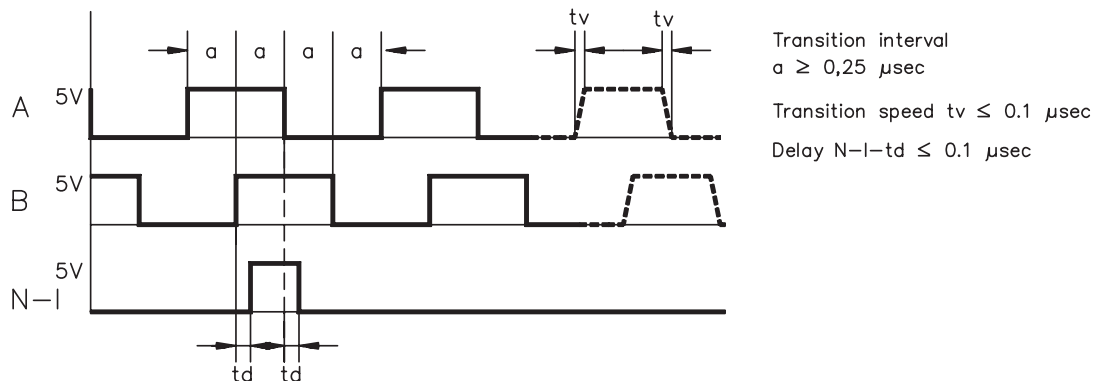 tv tv
a a a a
Transition interval
a ≥ 0,25 µsec
5V
A
Transition speed tv ≤ 0.1 µsec
Delay N–I–td ≤ 0.1 µsec
5V
B
5V
N–I
td td